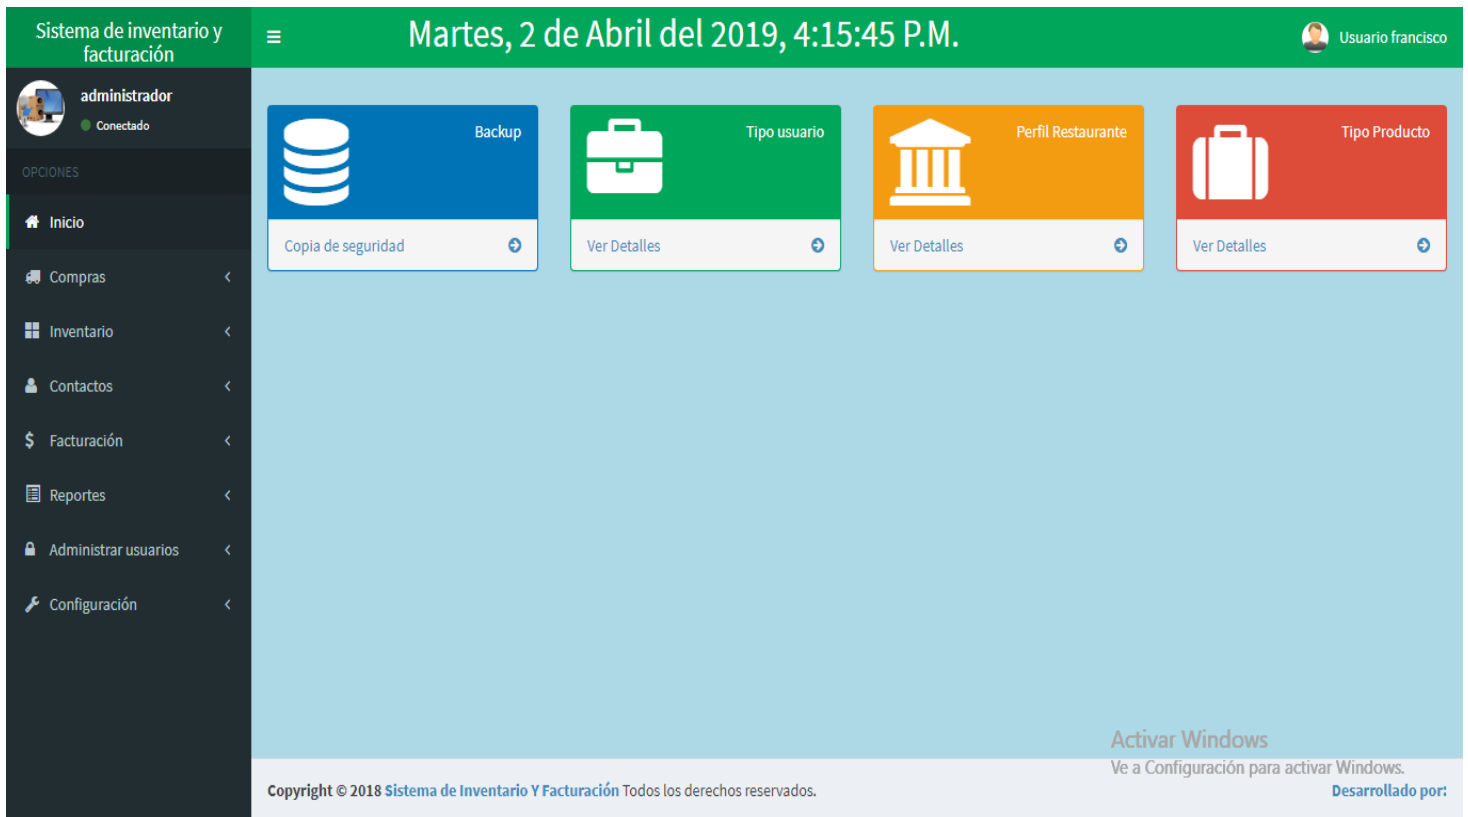 Sistema de inventario y
facturación
Martes, 2 de Abril del 2019, 4:15:45 P.M.
Usuario francisco
administrador
Conectado
OPCIONES
Inicio
Compras
Inventario
Contactos
Facturación
Reportes
Administrar usuarios
Configuración
Backup
Copia de seguridad
Tipo usuario
Ver Detalles
Perfil Restaurante
Ver Detalles
Tipo Producto
Ver Detalles
Activar Windows
Ve a Configuración para activar Windows.
Copyright © 2018 Sistema de Inventario Y Facturación Todos los derechos reservados.
Desarrollado por: